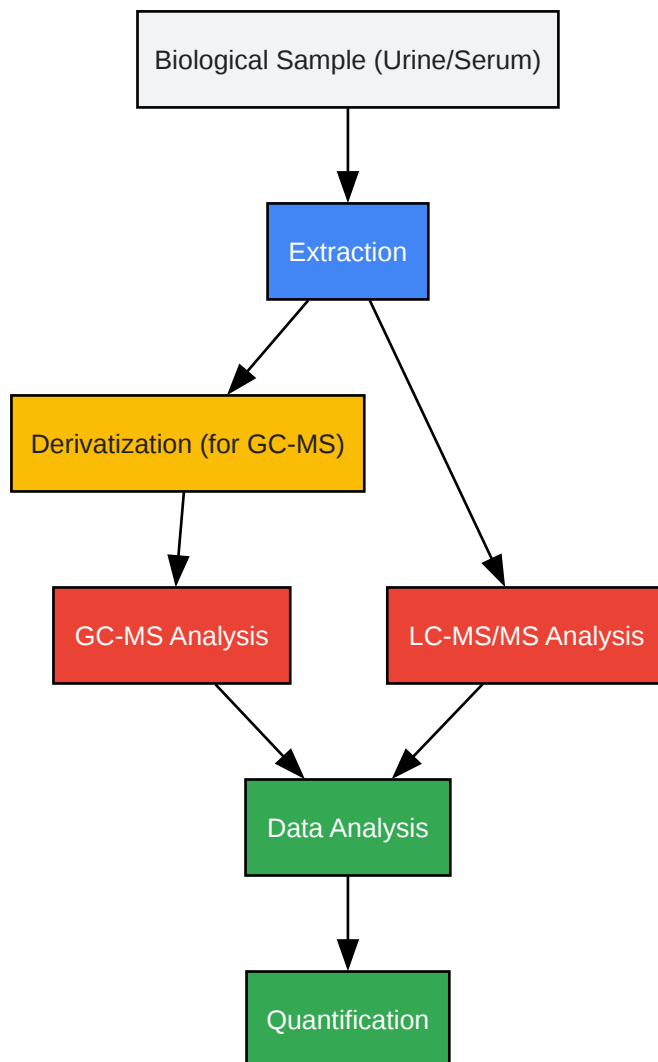 Biological Sample (Urine/Serum)
Extraction
Derivatization (for GC-MS)
GC-MS Analysis
LC-MS/MS Analysis
Data Analysis
Quantification